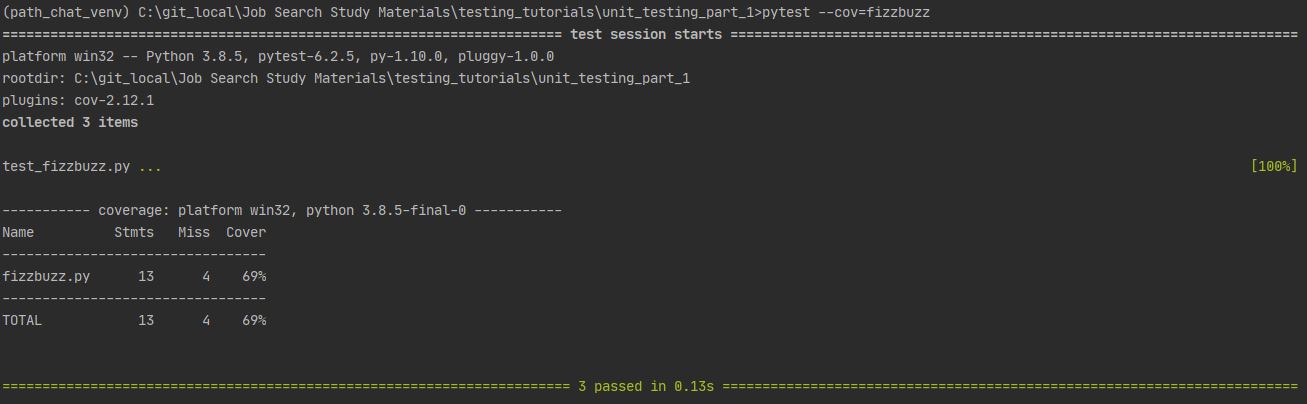 (path_chat_venv) C:\git_local\Job Search Study Materials\testing_tutorials\unit_testing_part_1>pytest --cov=fizzbuzz
====================================================================== test session starts =======================================================================
platform win32 -- Python 3.8.5, pytest-6.2.5, py-1.10.0, pluggy-1.0.0
rootdir: C:\git_local\Job Search Study Materials\testing_tutorials\unit_testing_part_1
plugins: cov-2.12.1
collected 3 items
test_fizzbuzz.py ... [100%]
----------- coverage: platform win32, python 3.8.5-final-0 -----------
Name          Stmts   Miss  Cover
---------------------------------
fizzbuzz.py      13      4    69%
---------------------------------
TOTAL            13      4    69%
======================================================================= 3 passed in 0.13s ========================================================================